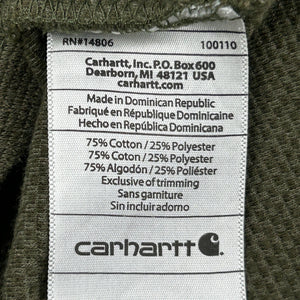 RN#14806 100110
Carhartt, Inc. P.O. Box 600
Dearborn, MI 48121 USA
carhartt.com
Made in Dominican Republic
Fabriqué en République Dominicaine
Hecho en República Dominicana
75% Cotton / 25% Polyester
75% Coton / 25% Polyester
75% Algodón / 25% Poliéster
Exclusive of trimming
Sans garniture
Sin incluir adorno
carhartt